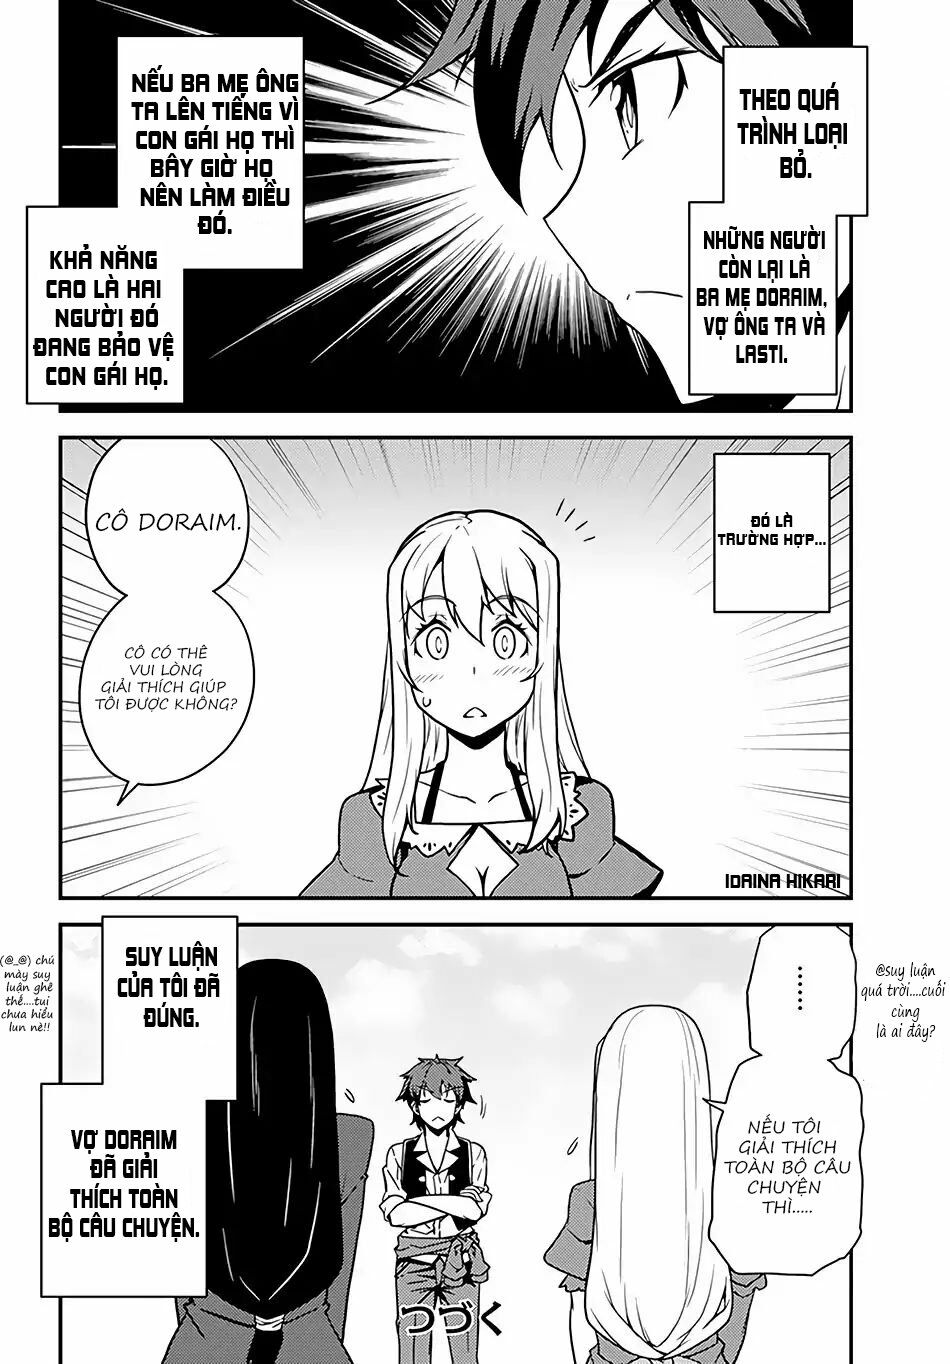 THEO QUÁ
TRÌNH LOẠI
BỎ.
NHỮNG NGƯỜI
CÒN LẠI LÀ
BA MẸ DORAIM,
VỢ ÔNG TA VÀ
LASTI.
NẾU BA MẸ ÔNG
TA LÊN TIẾNG VÌ
CON GÁI HỌ THÌ
BÂY GIỜ HỌ
NÊN LÀM ĐIỀU
ĐÓ.
KHẢ NĂNG
CAO LÀ HAI
NGƯỜI ĐÓ
ĐANG BẢO VỆ
CON GÁI HỌ.
ĐÓ LÀ
TRƯỜNG HỢP...
CÔ DORAIM.
CÔ CÓ THÊ
VUI LÒNG
GIẢI THÍCH GIÚP
TÔI ĐƯỢC KHÔNG?
IDAINA HIKARI
@suy luận
quá trời....cuối
cùng
là ai đây?
NẾU TÔI
GIẢI THÍCH
TOÀN BỘ CÂU
CHUYỆN
THÌ.....
SUY LUẬN
CỦA TÔI ĐÃ
ĐÚNG.
(@_@) chú
mày suy
luận ghê
thế....tui
chưa hiểu
lun nè!!
VỢ DORAIM
ĐÃ GIẢI
THÍCH TOÀN
BỘ CÂU CHUYỆN.
つづく